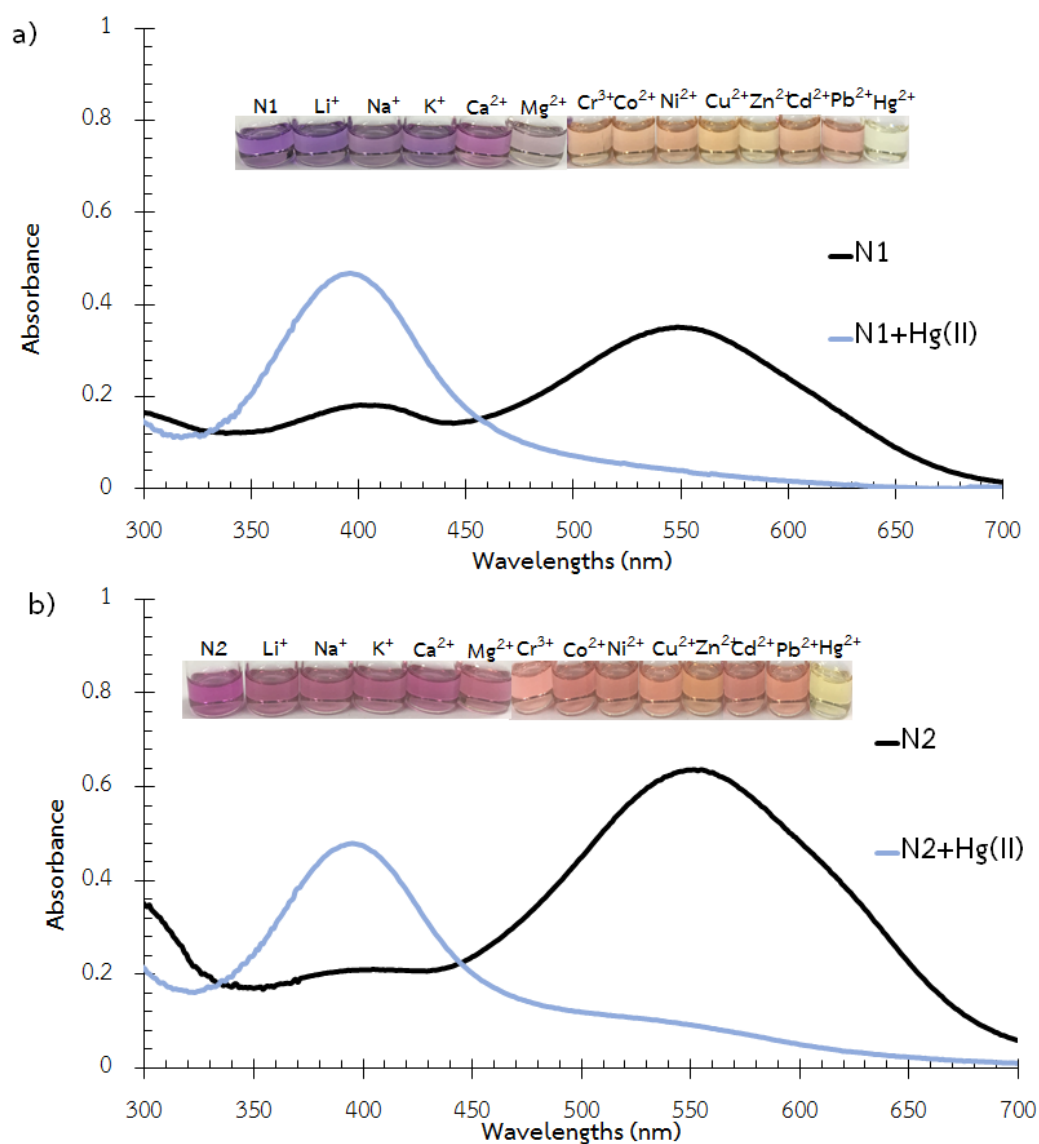 a)
1
0.8
0.6
0.4
0.2
0
Absorbance
N1 Li⁺ Na⁺ K⁺ Ca²⁺ Mg²⁺ Cr³⁺ Co²⁺ Ni²⁺ Cu²⁺ Zn²⁺ Cd²⁺ Pb²⁺ Hg²⁺
N1
N1+Hg(II)
300 350 400 450 500 550 600 650 700
Wavelengths (nm)
b)
1
0.8
0.6
0.4
0.2
0
Absorbance
N2 Li⁺ Na⁺ K⁺ Ca²⁺ Mg²⁺ Cr³⁺ Co²⁺ Ni²⁺ Cu²⁺ Zn²⁺ Cd²⁺ Pb²⁺ Hg²⁺
N2
N2+Hg(II)
300 350 400 450 500 550 600 650 700
Wavelengths (nm)